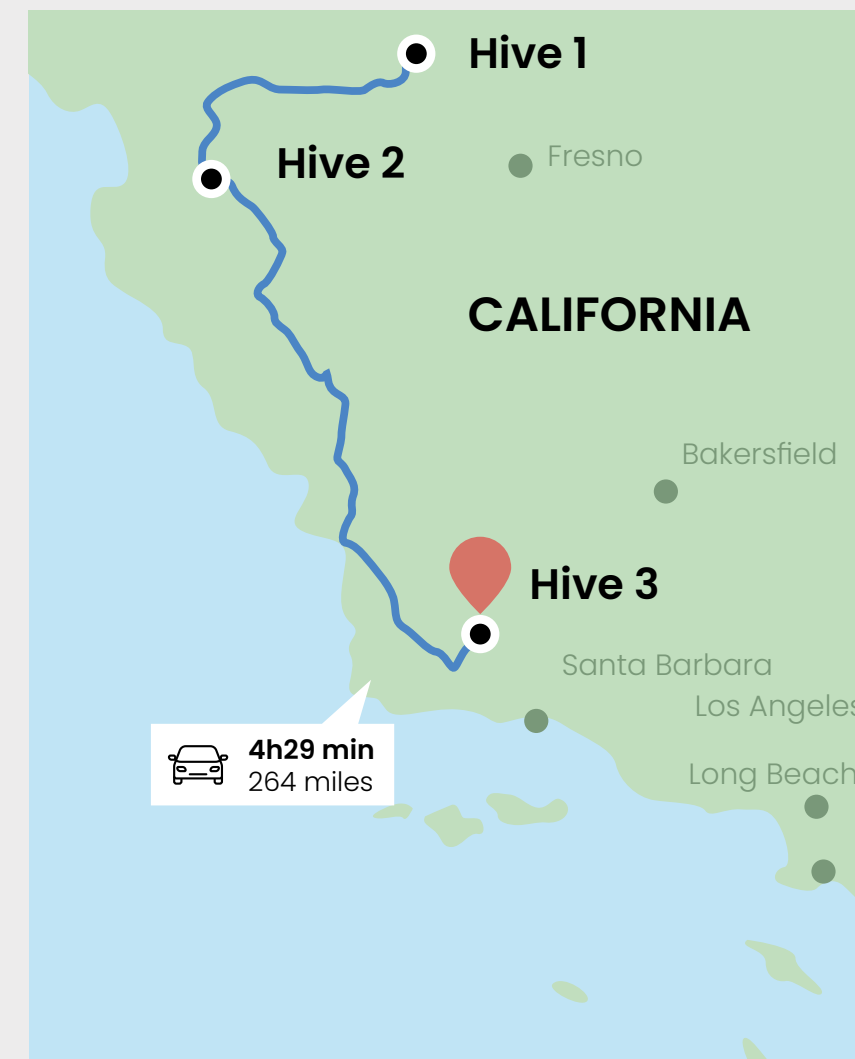 Hive 1
Fresno
Hive 2
CALIFORNIA
Bakersfield
Hive 3
Santa Barbara
Los Angeles
Long Beach
4h29 min
264 miles